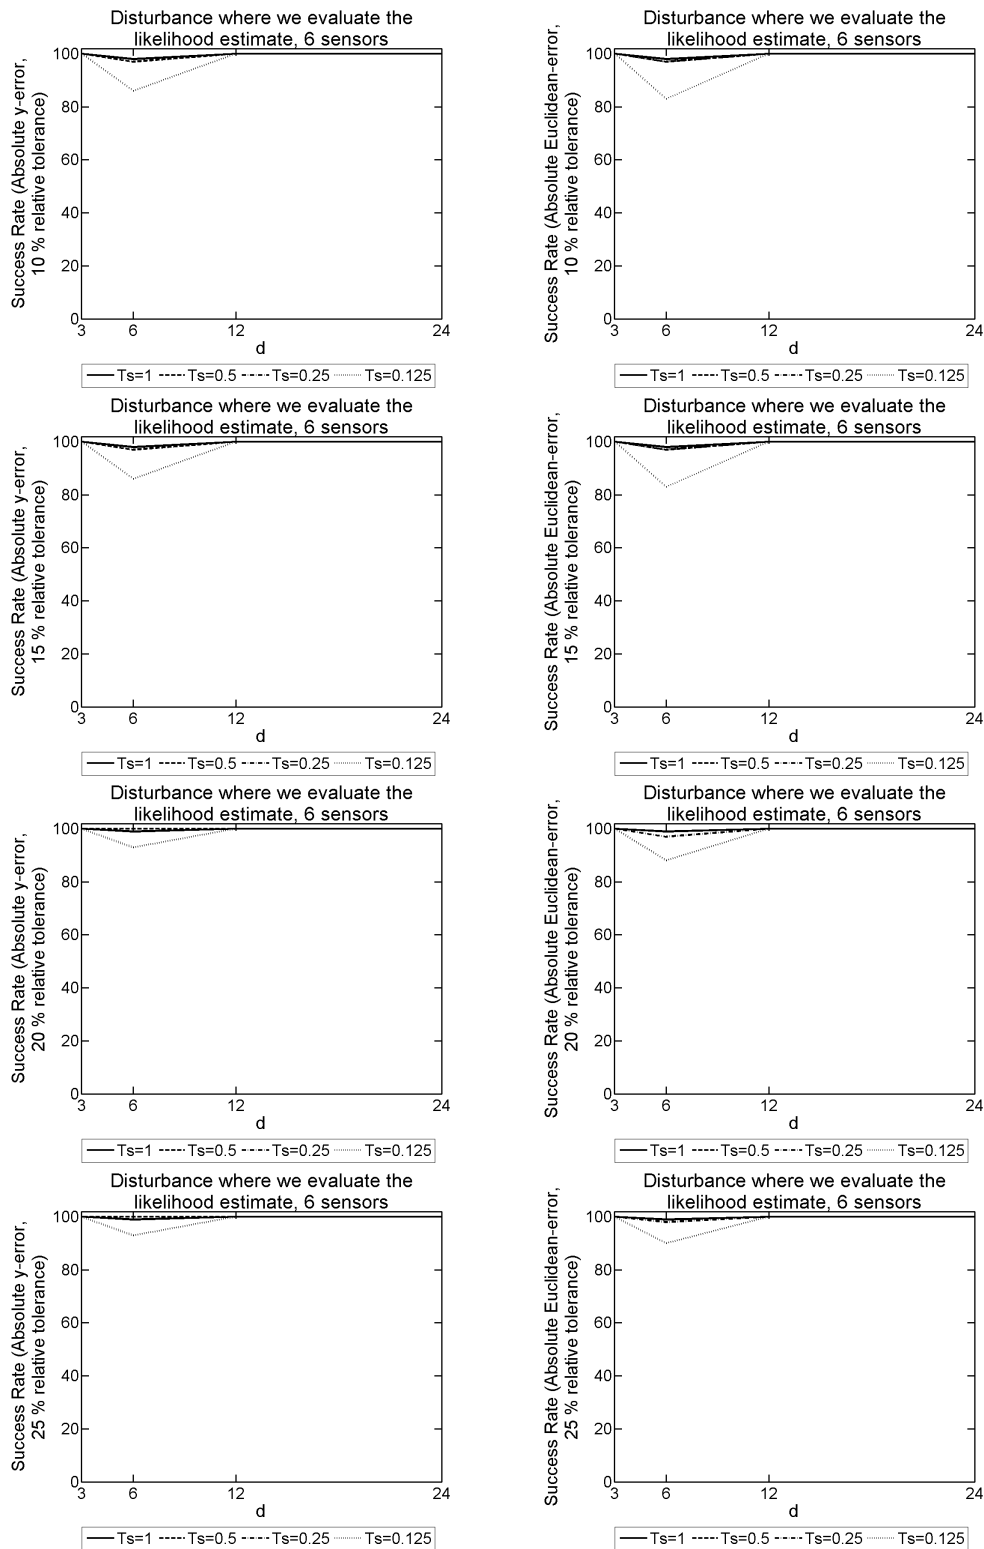 Disturbance where we evaluate the
likelihood estimate, 6 sensors
Success Rate (Absolute y-error,
10 % relative tolerance)
100
80
60
40
20
0
3 6 12 24
d
Ts=1 Ts=0.5 Ts=0.25 Ts=0.125
Disturbance where we evaluate the
likelihood estimate, 6 sensors
Success Rate (Absolute Euclidean-error,
10 % relative tolerance)
100
80
60
40
20
0
3 6 12 24
d
Ts=1 Ts=0.5 Ts=0.25 Ts=0.125
Disturbance where we evaluate the
likelihood estimate, 6 sensors
Success Rate (Absolute y-error,
15 % relative tolerance)
100
80
60
40
20
0
3 6 12 24
d
Ts=1 Ts=0.5 Ts=0.25 Ts=0.125
Disturbance where we evaluate the
likelihood estimate, 6 sensors
Success Rate (Absolute Euclidean-error,
15 % relative tolerance)
100
80
60
40
20
0
3 6 12 24
d
Ts=1 Ts=0.5 Ts=0.25 Ts=0.125
Disturbance where we evaluate the
likelihood estimate, 6 sensors
Success Rate (Absolute y-error,
20 % relative tolerance)
100
80
60
40
20
0
3 6 12 24
d
Ts=1 Ts=0.5 Ts=0.25 Ts=0.125
Disturbance where we evaluate the
likelihood estimate, 6 sensors
Success Rate (Absolute Euclidean-error,
20 % relative tolerance)
100
80
60
40
20
0
3 6 12 24
d
Ts=1 Ts=0.5 Ts=0.25 Ts=0.125
Disturbance where we evaluate the
likelihood estimate, 6 sensors
Success Rate (Absolute y-error,
25 % relative tolerance)
100
80
60
40
20
0
3 6 12 24
d
Ts=1 Ts=0.5 Ts=0.25 Ts=0.125
Disturbance where we evaluate the
likelihood estimate, 6 sensors
Success Rate (Absolute Euclidean-error,
25 % relative tolerance)
100
80
60
40
20
0
3 6 12 24
d
Ts=1 Ts=0.5 Ts=0.25 Ts=0.125